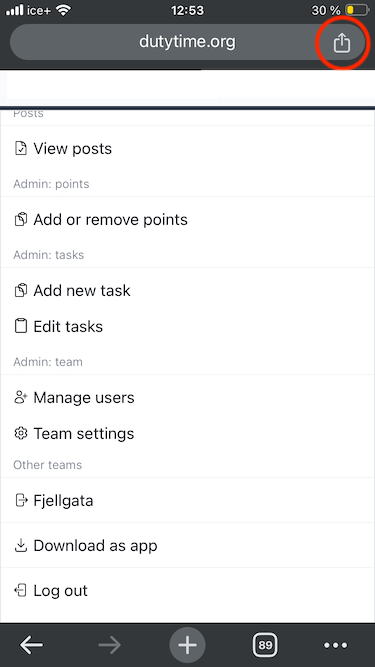 ice+ 12:53 30 %
dutytime.org
Posts
View posts
Admin: points
Add or remove points
Admin: tasks
Add new task
Edit tasks
Admin: team
Manage users
Team settings
Other teams
Fjellgata
Download as app
Log out
89